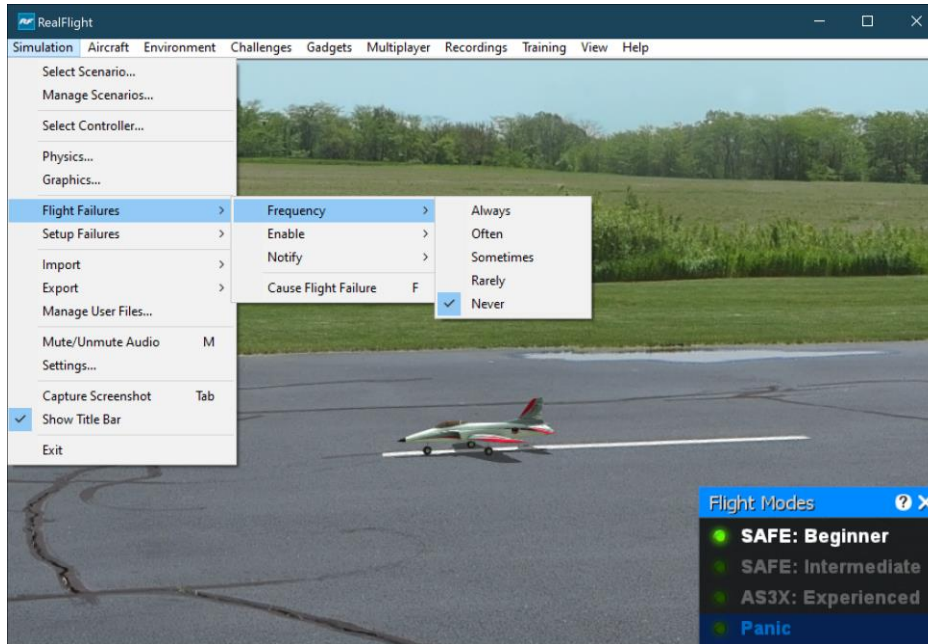 RealFlight
Simulation Aircraft Environment Challenges Gadgets Multiplayer Recordings Training View Help
Select Scenario...
Manage Scenarios...
Select Controller...
Physics...
Graphics...
Flight Failures
Setup Failures
Import
Export
Manage User Files...
Mute/Unmute Audio M
Settings...
Capture Screenshot Tab
Show Title Bar
Exit
Frequency
Enable
Notify
Cause Flight Failure F
Always
Often
Sometimes
Rarely
Never
Flight Modes ? X
SAFE: Beginner
SAFE: Intermediate
AS3X: Experienced
Panic